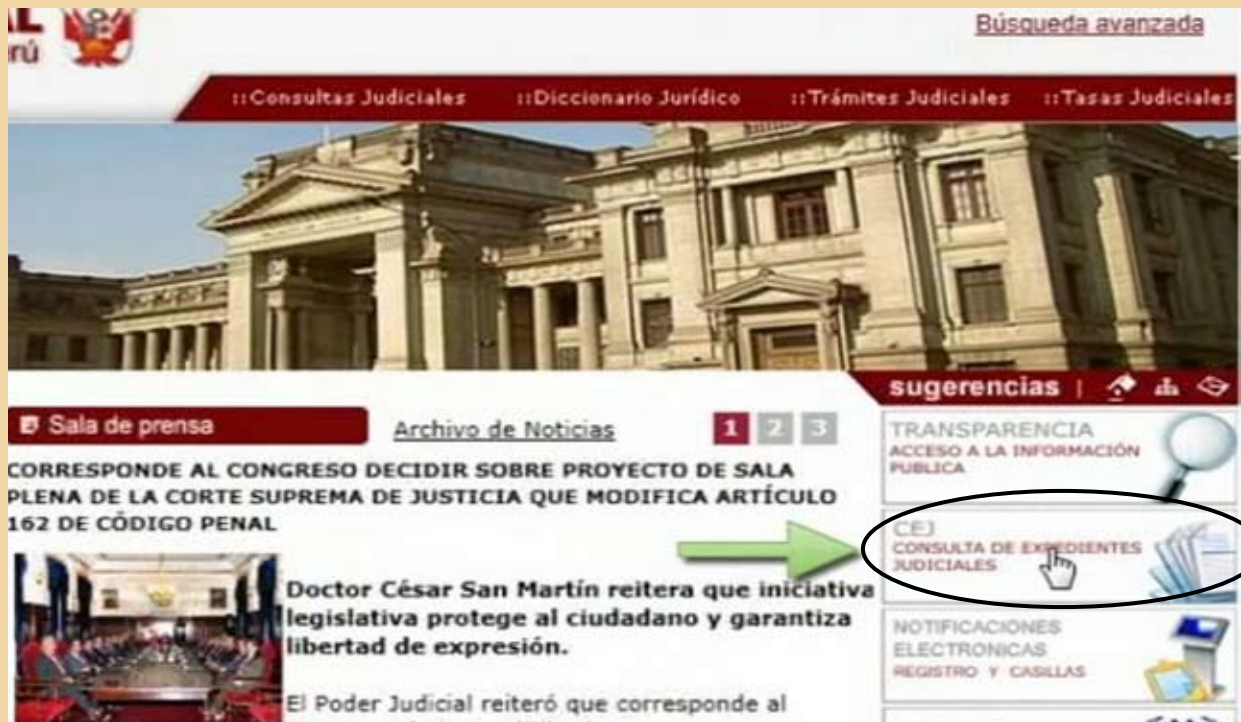 AL
rú
Búsqueda avanzada
::Consultas Judiciales ::Diccionario Jurídico ::Trámites Judiciales ::Tasas Judiciales
sugerencias |
Sala de prensa
Archivo de Noticias
1 2 3
CORRESPONDE AL CONGRESO DECIDIR SOBRE PROYECTO DE SALA
PLENA DE LA CORTE SUPREMA DE JUSTICIA QUE MODIFICA ARTÍCULO
162 DE CÓDIGO PENAL
Doctor César San Martín reitera que iniciativa
legislativa protege al ciudadano y garantiza
libertad de expresión.
El Poder Judicial reiteró que corresponde al
TRANSPARENCIA
ACCESO A LA INFORMACIÓN
PUBLICA
CEJ
CONSULTA DE EXPEDIENTES
JUDICIALES
NOTIFICACIONES
ELECTRONICAS
REGISTRO Y CASILLAS